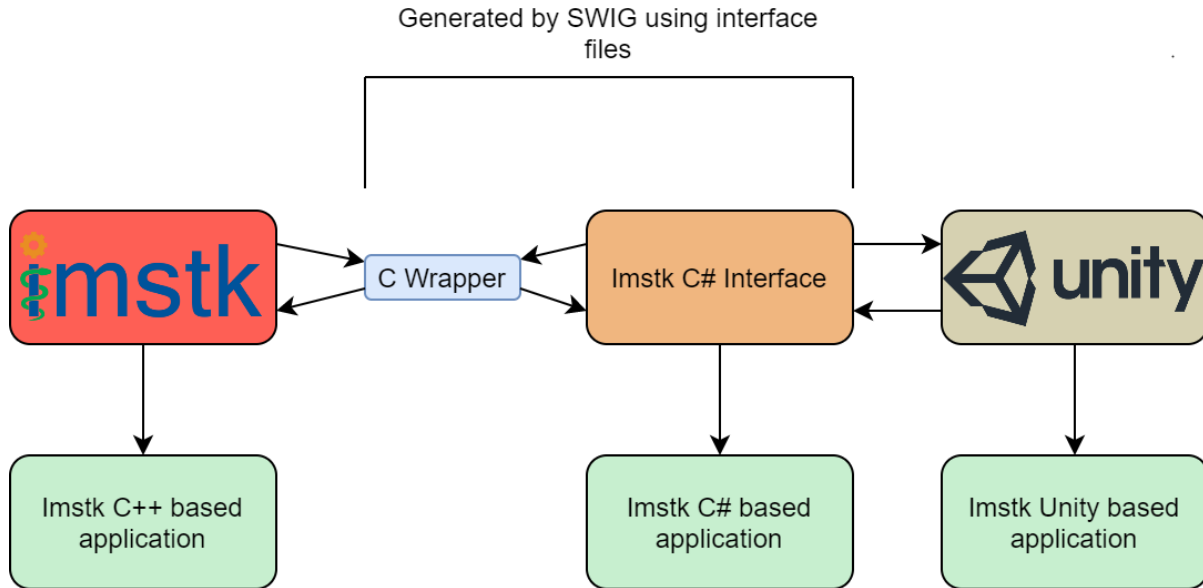 Generated by SWIG using interface
files
imstk
C Wrapper
Imstk C# Interface
unity
Imstk C++ based
application
Imstk C# based
application
Imstk Unity based
application